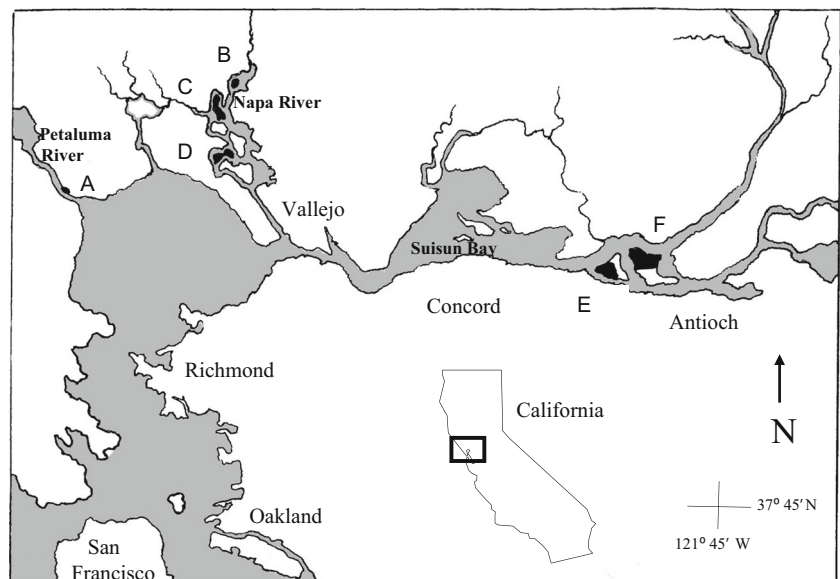 B
C
Napa River
Petaluma
River
D
A
Vallejo
F
Suisun Bay
E
Concord
Antioch
Richmond
California
N
37° 45' N
121° 45' W
Oakland
San
Francisco